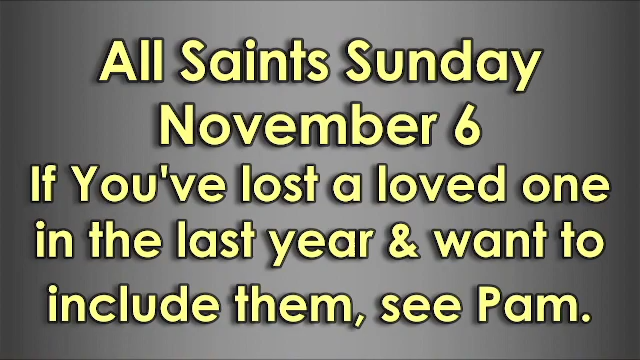 All Saints Sunday
November 6
If You've lost a loved one
in the last year & want to
include them, see Pam.